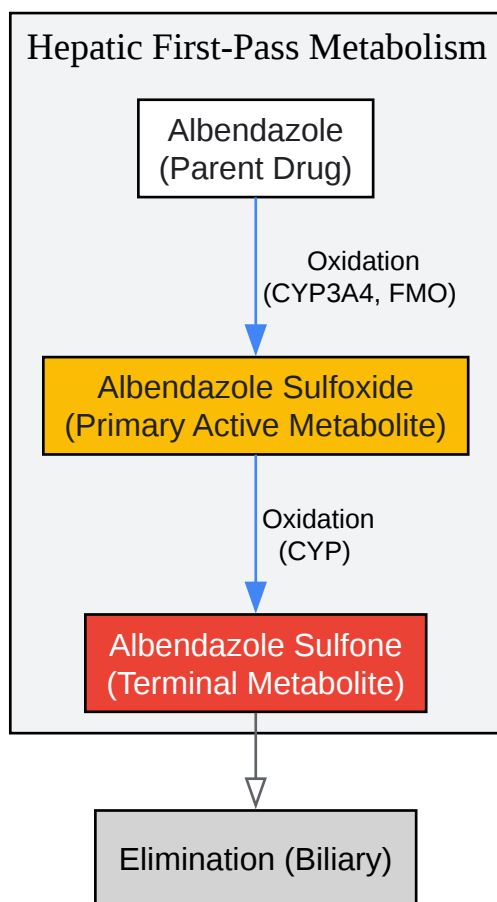 Hepatic First-Pass Metabolism
Albendazole
(Parent Drug)
Oxidation
(CYP3A4, FMO)
Albendazole Sulfoxide
(Primary Active Metabolite)
Oxidation
(CYP)
Albendazole Sulfone
(Terminal Metabolite)
Elimination (Biliary)